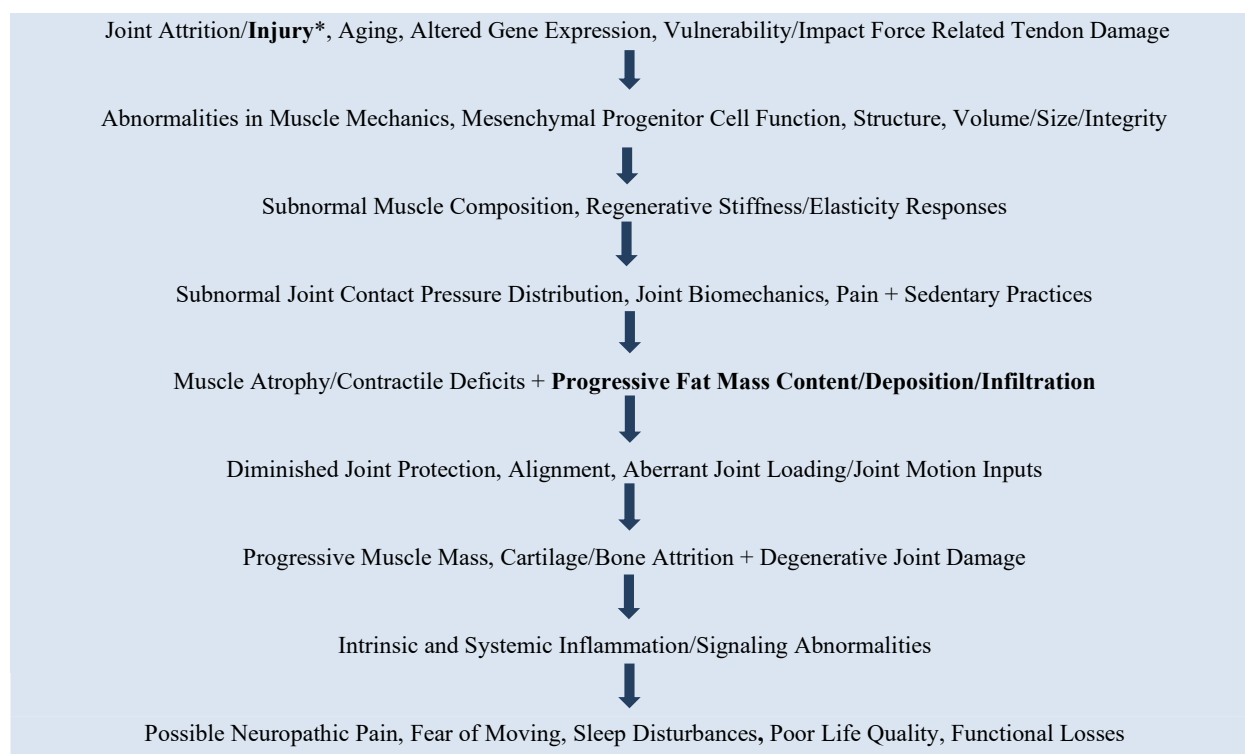 Joint Attrition/Injury*, Aging, Altered Gene Expression, Vulnerability/Impact Force Related Tendon Damage
Abnormalities in Muscle Mechanics, Mesenchymal Progenitor Cell Function, Structure, Volume/Size/Integrity
Subnormal Muscle Composition, Regenerative Stiffness/Elasticity Responses
Subnormal Joint Contact Pressure Distribution, Joint Biomechanics, Pain + Sedentary Practices
Muscle Atrophy/Contractile Deficits + Progressive Fat Mass Content/Deposition/Infiltration
Diminished Joint Protection, Alignment, Aberrant Joint Loading/Joint Motion Inputs
Progressive Muscle Mass, Cartilage/Bone Attrition + Degenerative Joint Damage
Intrinsic and Systemic Inflammation/Signaling Abnormalities
Possible Neuropathic Pain, Fear of Moving, Sleep Disturbances, Poor Life Quality, Functional Losses